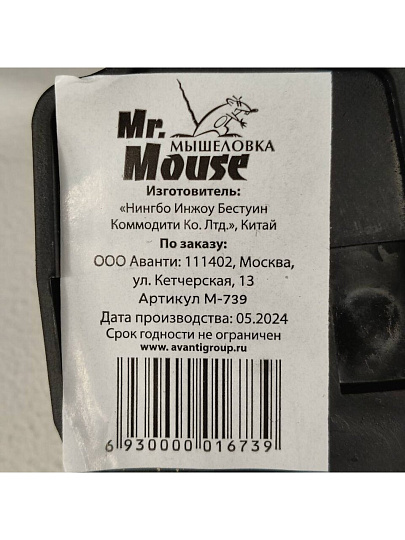 Mr.
МЫШЕЛОВКА
Mouse
Изготовитель:
«Нингбо Инжоу Бестуин
Коммодити Ко. Лтд.», Китай
По заказу:
ООО Аванти: 111402, Москва,
ул. Кетчерская, 13
Артикул М-739
Дата производства: 05.2024
Срок годности не ограничен
www.avantigroup.ru
6 930000 016739